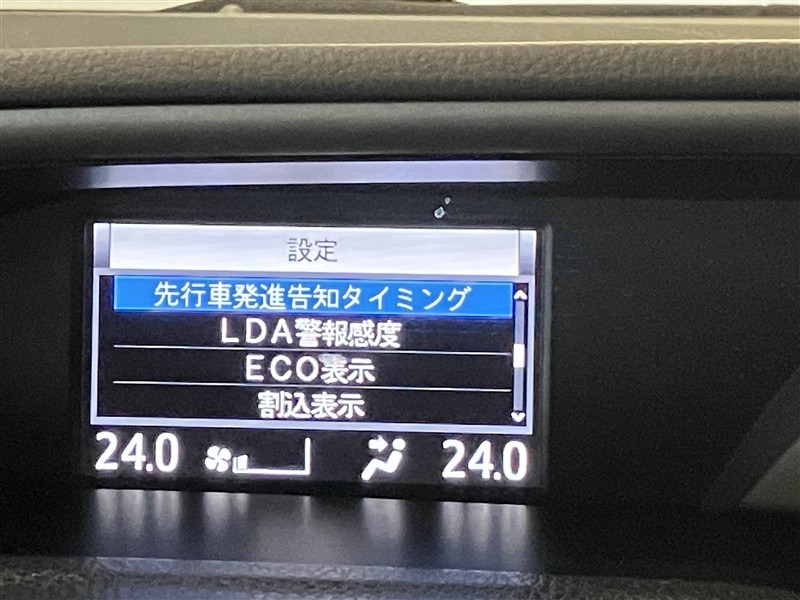 設定
先行車発進告知タイミング
LDA警報感度
ECO表示
割込表示
24.0 24.0